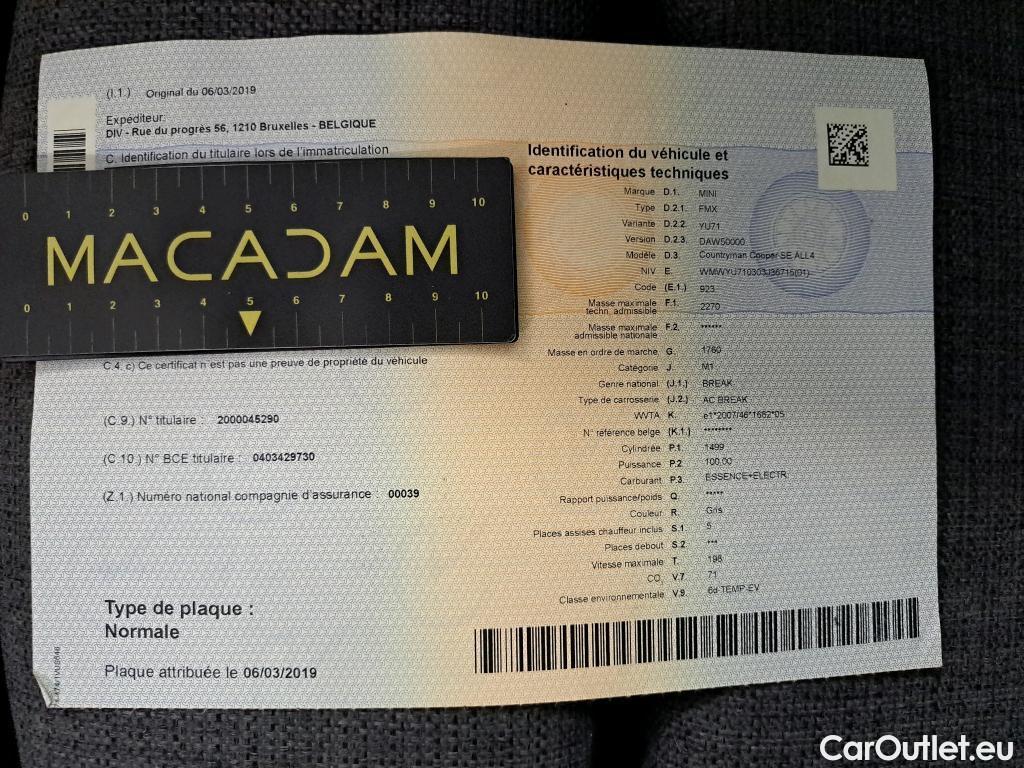 (I.1.) Original du 06/03/2019
Expéditeur:
DIV - Rue du progrès 56, 1210 Bruxelles - BELGIQUE
C. Identification du titulaire lors de l'immatriculation
0 1 2 3 4 5 6 7 8 9 10
MACADAM
0 1 2 3 4 5 6 7 8 9 10
C.4. c) Ce certificat n'est pas une preuve de propriété du véhicule
(C.9.) N° titulaire : 2000045290
(C.10.) N° BCE titulaire : 0403429730
(Z.1.) Numéro national compagnie d'assurance : 00039
Type de plaque :
Normale
Plaque attribuée le 06/03/2019
Identification du véhicule et
caractéristiques techniques
Marque D.1. MINI
Type D.2.1. FMX
Variante D.2.2. YU71
Version D.2.3. DAW50000
Modèle D.3. Countryman Cooper SE ALL4
NIV E. WMWYU710303J36715(01)
Code (E.1.) 923
Masse maximale
techn. admissible F.1. 2270
Masse maximale
admissible nationale F.2. ******
Masse en ordre de marche G. 1760
Catégorie J. M1
Genre national (J.1.) BREAK
Type de carrosserie (J.2.) AC BREAK
WVTA K. e1*2007/46*1682*05
N° référence belge (K.1.) ********
Cylindrée P.1. 1499
Puissance P.2. 100,00
Carburant P.3. ESSENCE+ELECTR.
Rapport puissance/poids Q. *****
Couleur R. Gris
Places assises chauffeur inclus S.1. 5
Places debout S.2. ***
Vitesse maximale T. 198
CO₂ V.7. 71
Classe environnementale V.9. 6d-TEMP-EV
CarOutlet.eu